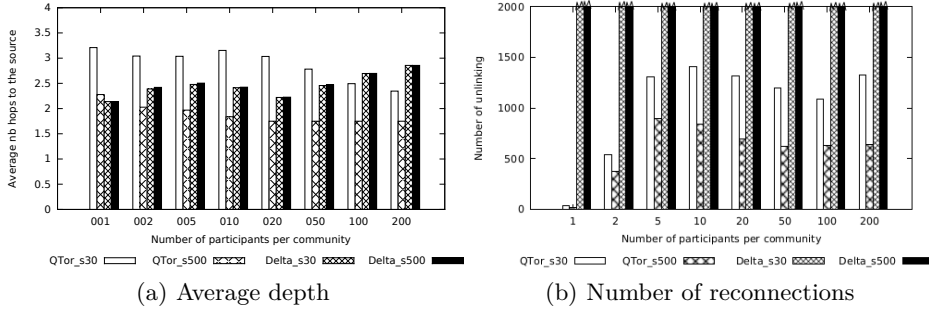 4
3.5
3
2.5
2
1.5
1
0.5
0
Average nb hops to the source
001 002 005 010 020 050 100 200
Number of participants per community
QTor_s30 QTor_s500 Delta_s30 Delta_s500
(a) Average depth
2000
1500
1000
500
0
Number of unlinking
1 2 5 10 20 50 100 200
Number of participants per community
QTor_s30 QTor_s500 Delta_s30 Delta_s500
(b) Number of reconnections